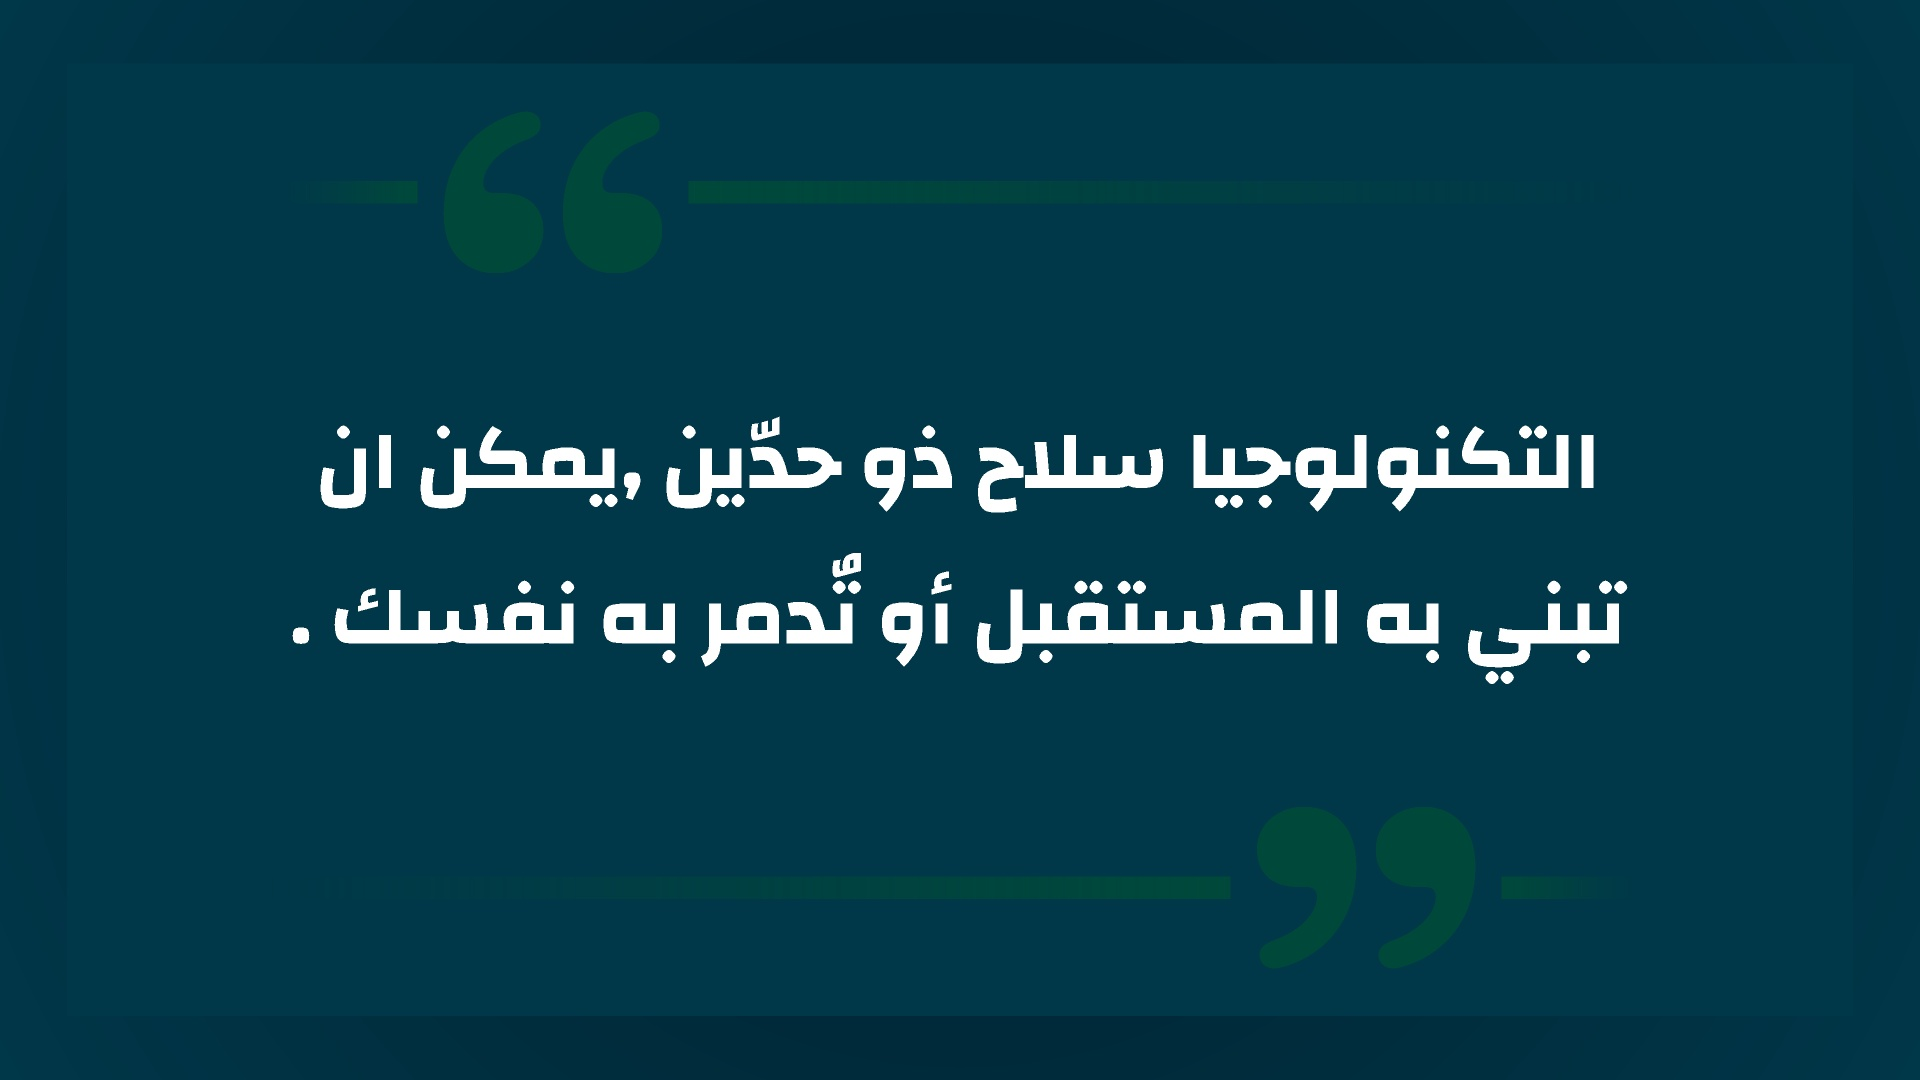 التكنولوجيا سلاح ذو حدّين ,يمكن ان
تبني به المستقبل أو تُّدمر به نفسك .